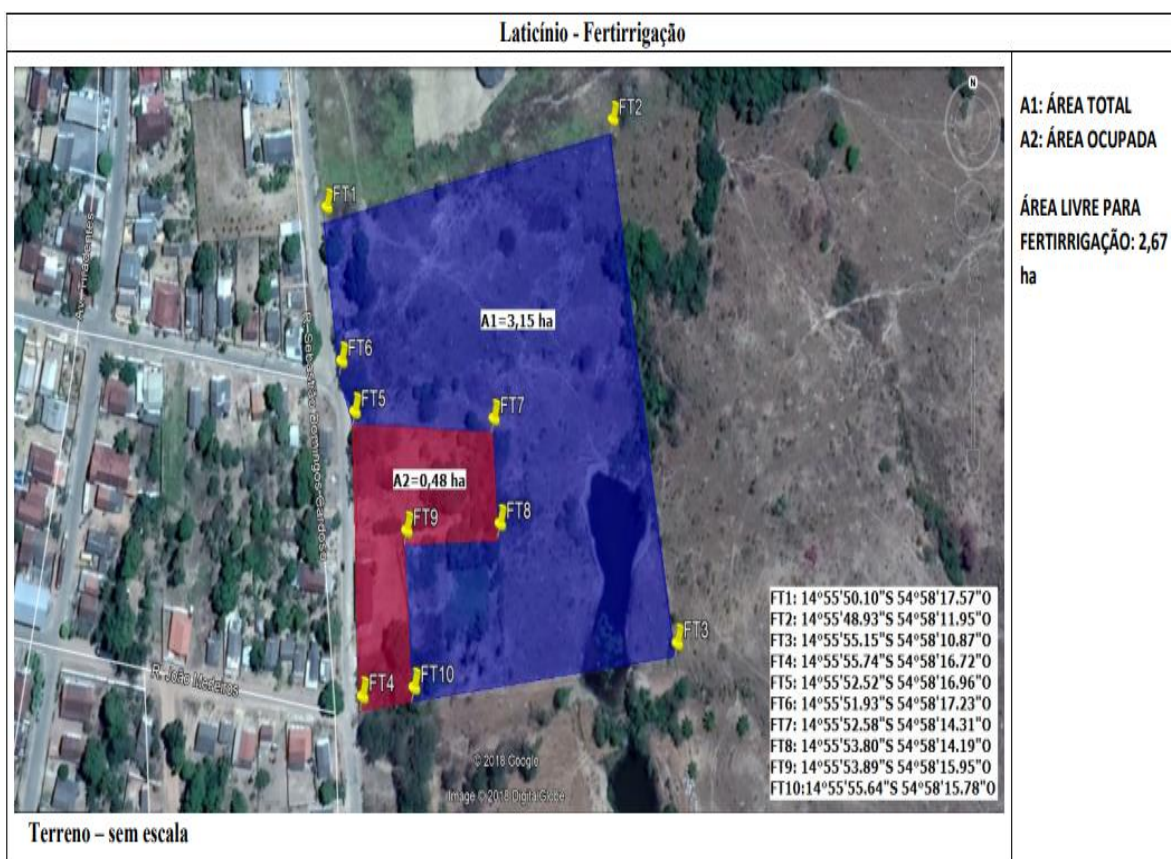 Laticínio - Fertirrigação
A1: ÁREA TOTAL
A2: ÁREA OCUPADA
ÁREA LIVRE PARA
FERTIRRIGAÇÃO: 2,67
ha
N
FT2
FT1
Av. Tiradentes
A1=3,15 ha
R. Sebastião Domingos Cardoso
FT6
FT5
FT7
A2=0,48 ha
FT9
FT8
FT3
R. João Medeiros
FT4
FT10
FT1: 14°55'50.10"S 54°58'17.57"O
FT2: 14°55'48.93"S 54°58'11.95"O
FT3: 14°55'55.15"S 54°58'10.87"O
FT4: 14°55'55.74"S 54°58'16.72"O
FT5: 14°55'52.52"S 54°58'16.96"O
FT6: 14°55'51.93"S 54°58'17.23"O
FT7: 14°55'52.58"S 54°58'14.31"O
FT8: 14°55'53.80"S 54°58'14.19"O
FT9: 14°55'53.89"S 54°58'15.95"O
FT10:14°55'55.64"S 54°58'15.78"O
© 2018 Google
Image © 2018 DigitalGlobe
Terreno – sem escala